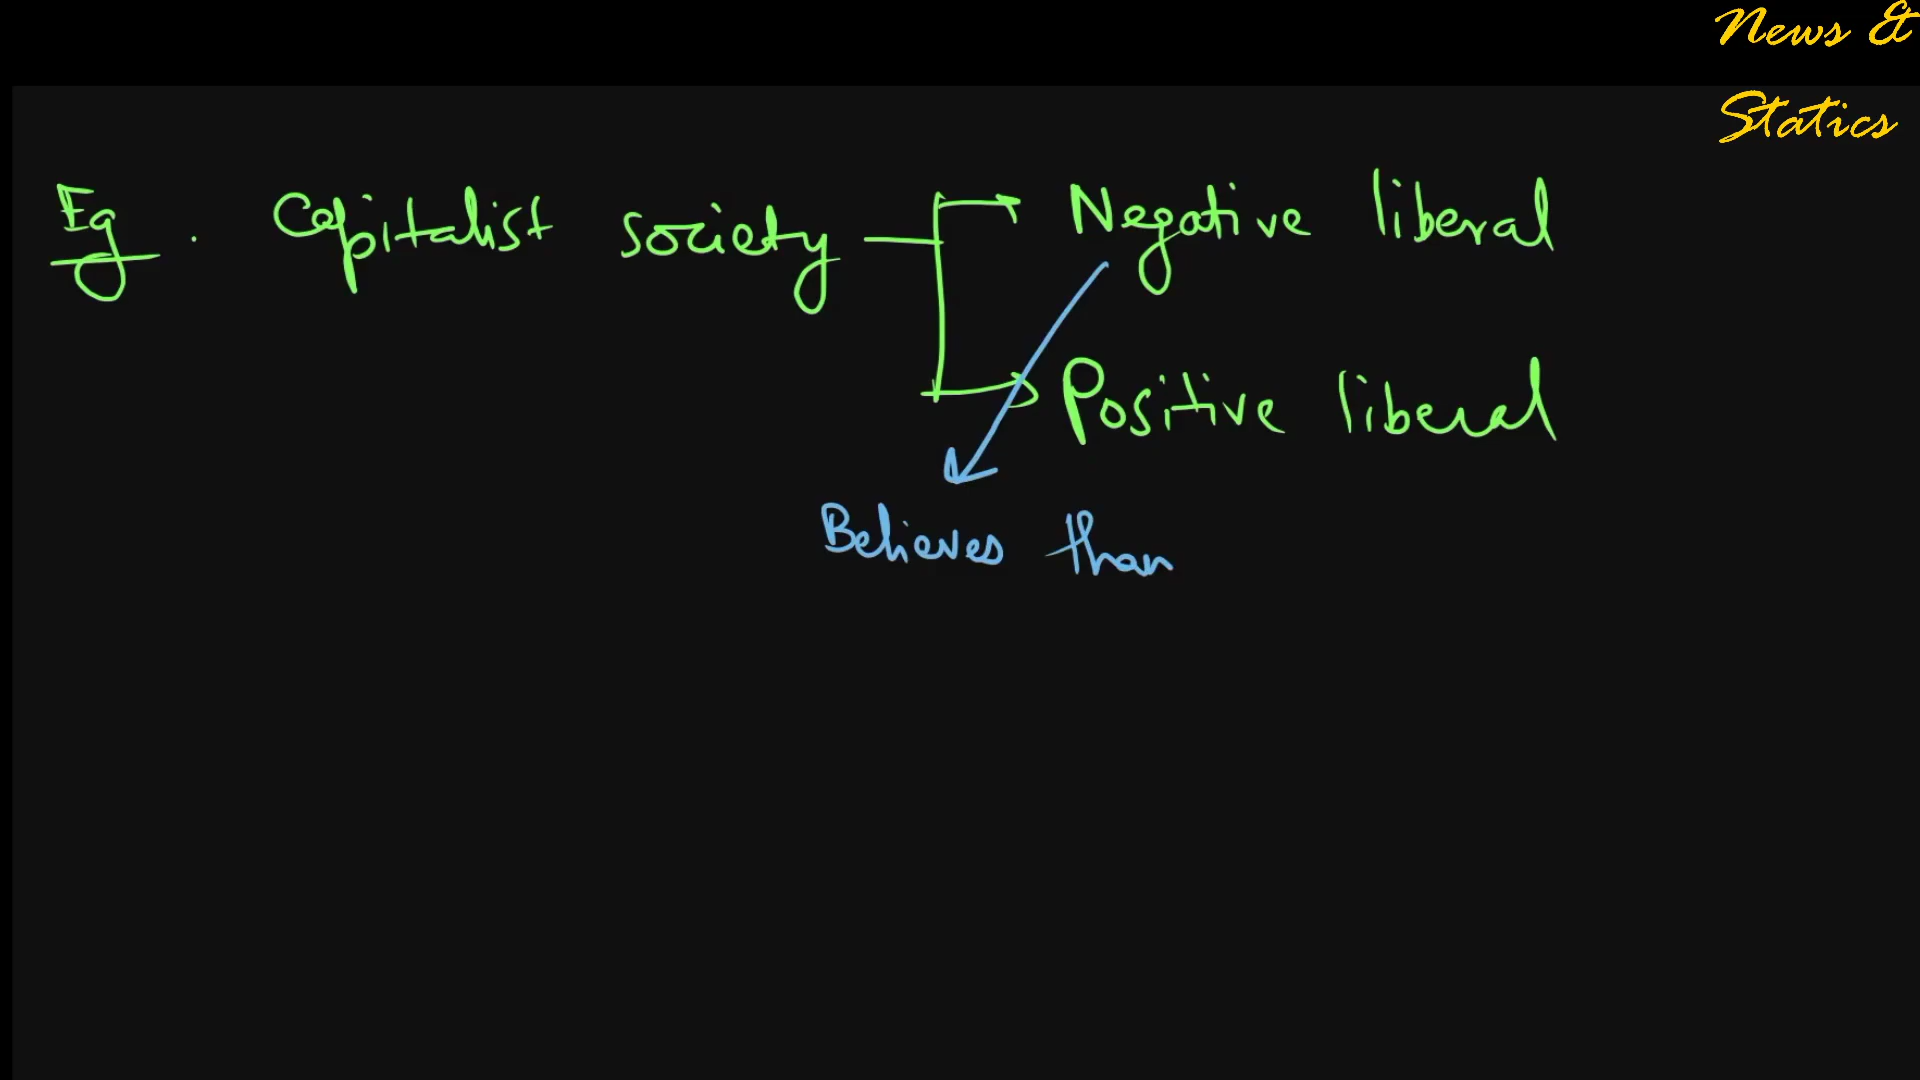 News &
Statics
Eg . Capitalist society Negative liberal
Positive liberal
Believes than